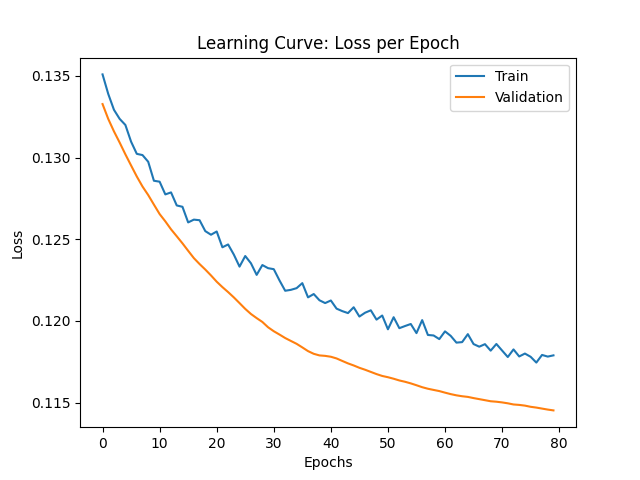 Learning Curve: Loss per Epoch
Train
Validation
0.135
0.130
0.125
0.120
0.115
Loss
0 10 20 30 40 50 60 70 80
Epochs